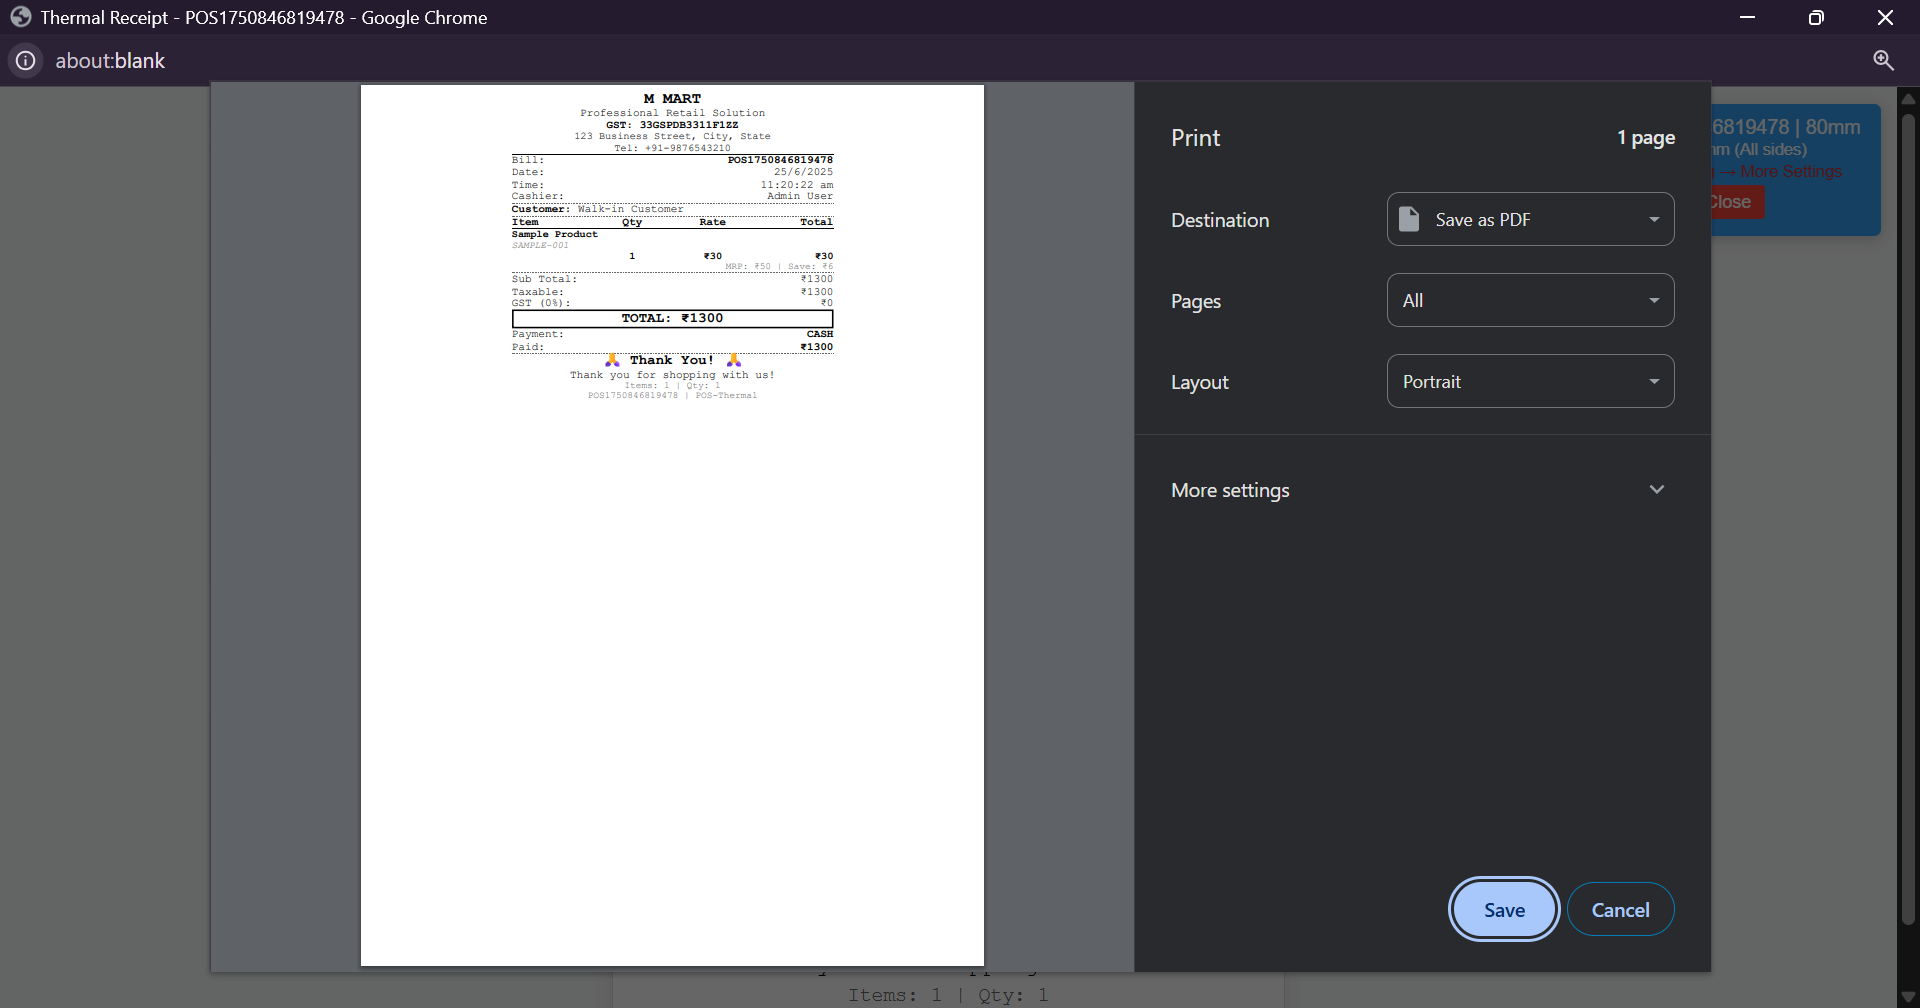 Thermal Receipt - POS1750846819478 - Google Chrome
about:blank
M MART
Professional Retail Solution
GST: 33GSPDB3311F1ZZ
123 Business Street, City, State
Tel: +91-9876543210
Bill: POS1750846819478
Date: 25/6/2025
Time: 11:20:22 am
Cashier: Admin User
Customer: Walk-in Customer
Item Qty Rate Total
Sample Product
SAMPLE-001
1 ₹30 ₹30
MRP: ₹50 | Save: ₹6
Sub Total: ₹1300
Taxable: ₹1300
GST (0%): ₹0
TOTAL: ₹1300
Payment: CASH
Paid: ₹1300
🙏 Thank You! 🙏
Thank you for shopping with us!
Items: 1 | Qty: 1
POS1750846819478 | POS-Thermal
Print 1 page
Destination Save as PDF
Pages All
Layout Portrait
More settings
Save Cancel
6819478 | 80mm
m (All sides)
→ More Settings
Close
Items: 1 | Qty: 1